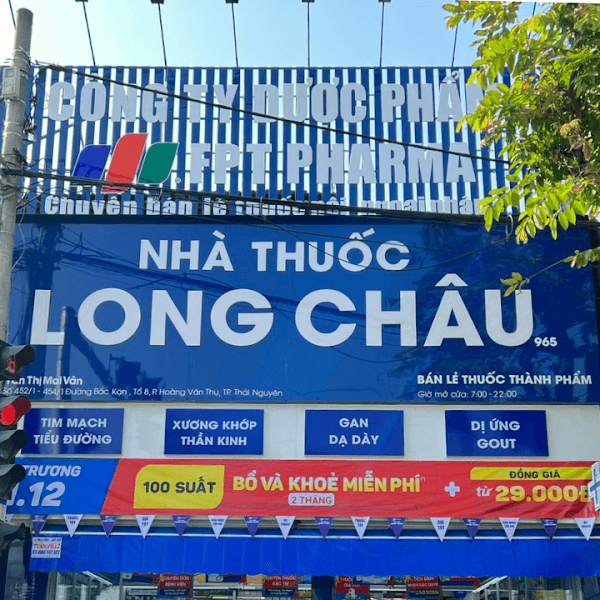 CÔNG TY DƯỢC PHẨM
FPT PHARMA
NHÀ THUỐC
LONG CHÂU
965
Thị Mai Vân
Số 452/1 - 454/1 Đường Bắc Kạn, Tổ 8, P. Hoàng Văn Thụ, TP. Thái Nguyên
BÁN LẺ THUỐC THÀNH PHẨM
Giờ mở cửa: 7:00 - 22:00
TIM MẠCH
TIỂU ĐƯỜNG
XƯƠNG KHỚP
THẦN KINH
GAN
DẠ DÀY
DỊ ỨNG
GOUT
TRƯƠNG
.12
100 SUẤT
BỔ VÀ KHOẺ MIỄN PHÍ
2 THÁNG
+
ĐỒNG GIÁ
từ 29.000Đ